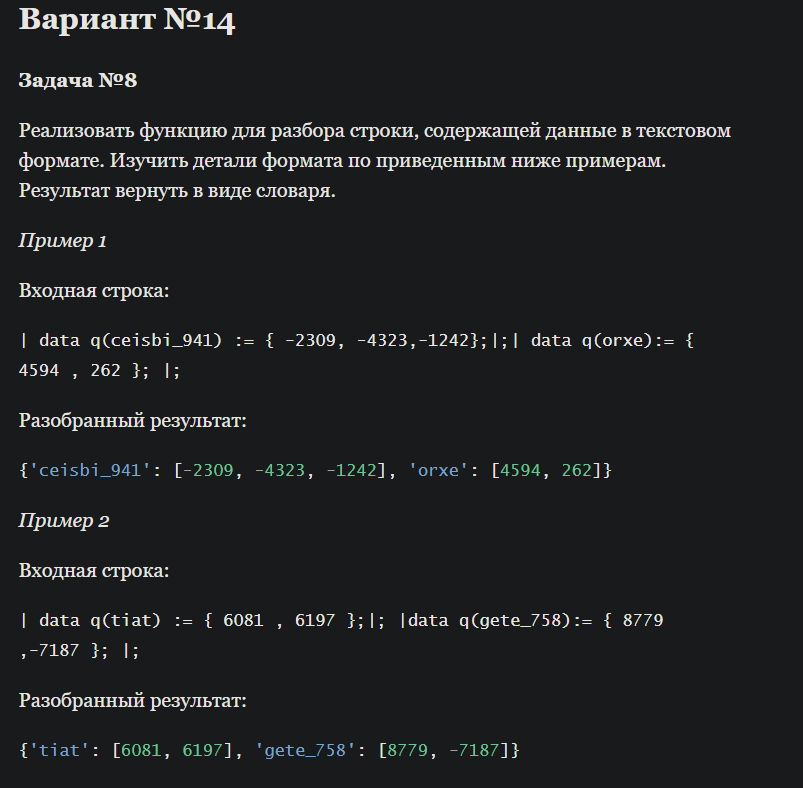 Вариант №14
Задача №8
Реализовать функцию для разбора строки, содержащей данные в текстовом
формате. Изучить детали формата по приведенным ниже примерам.
Результат вернуть в виде словаря.
Пример 1
Входная строка:
| data q(ceisbi_941) := { -2309, -4323,-1242};|;| data q(orxe):= {
4594 , 262 }; |;
Разобранный результат:
{'ceisbi_941': [-2309, -4323, -1242], 'orxe': [4594, 262]}
Пример 2
Входная строка:
| data q(tiat) := { 6081 , 6197 };|; |data q(gete_758):= { 8779
,-7187 }; |;
Разобранный результат:
{'tiat': [6081, 6197], 'gete_758': [8779, -7187]}